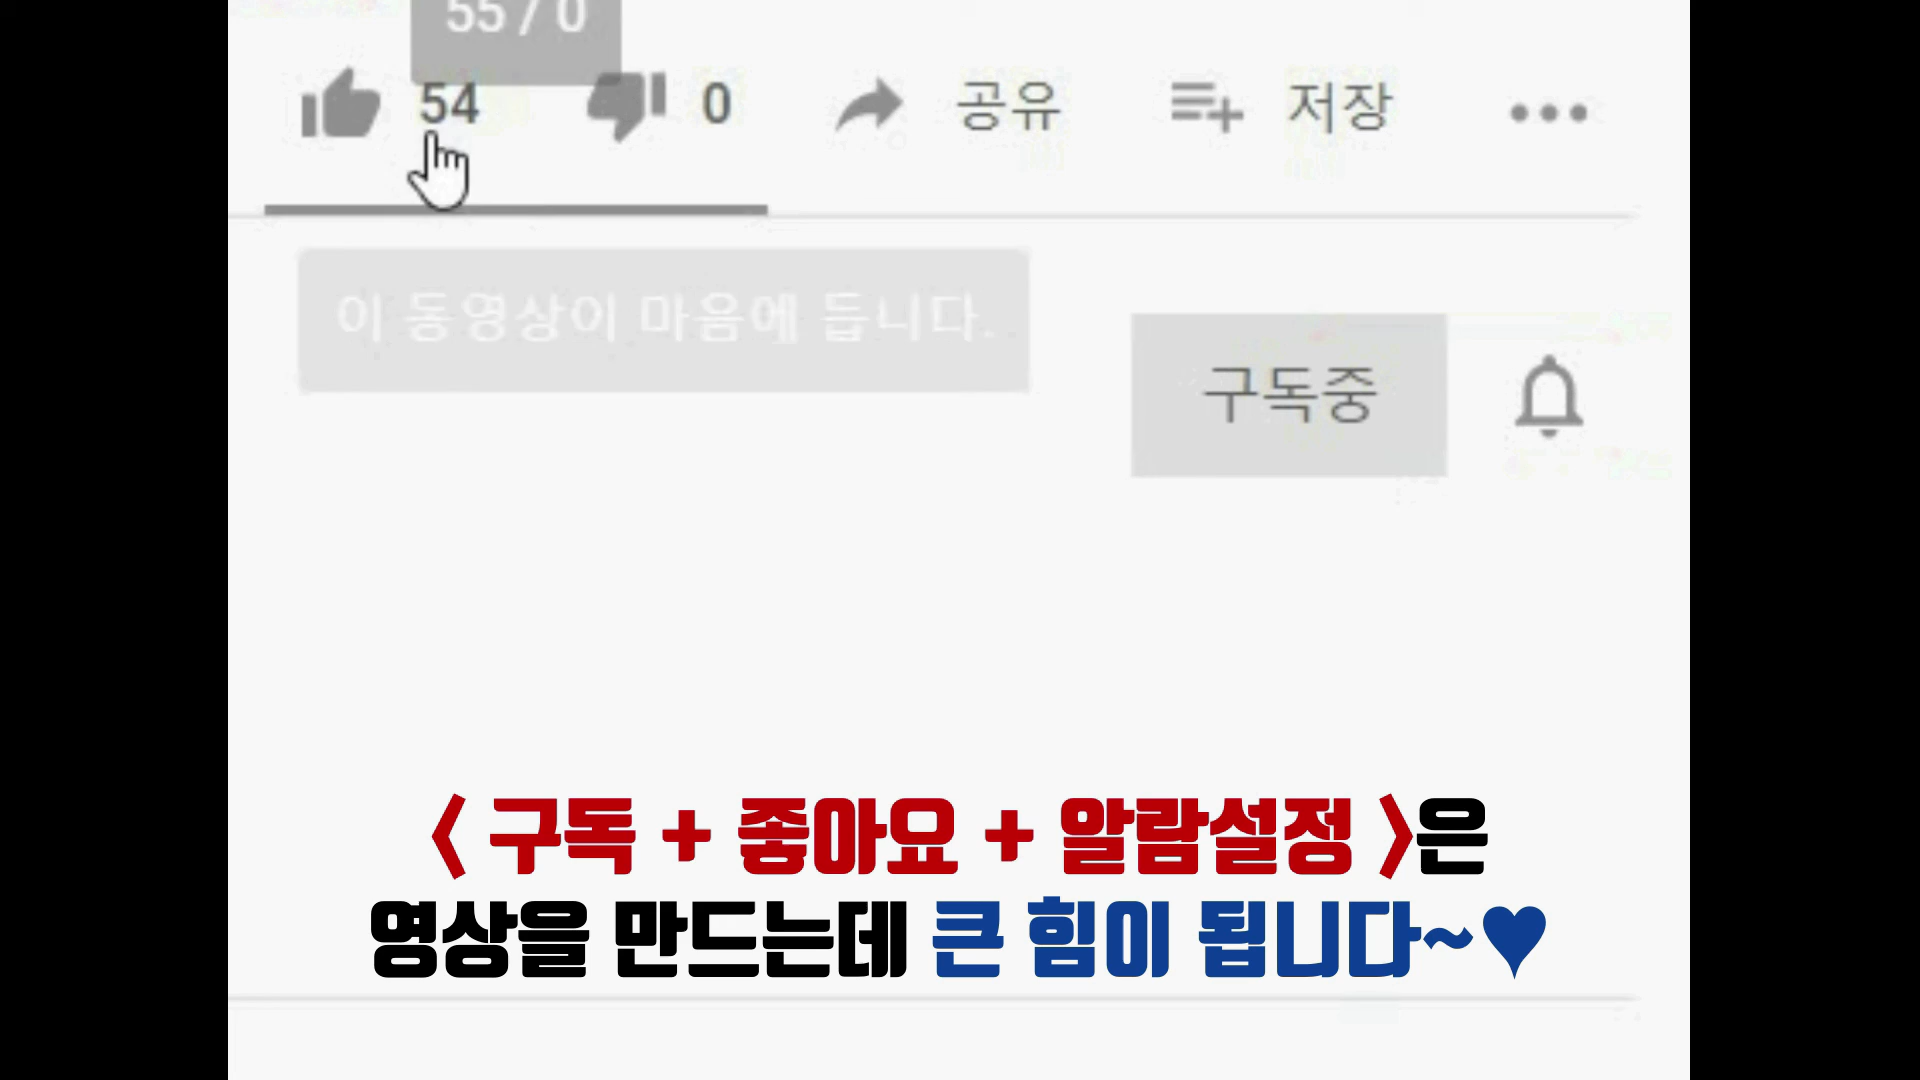 55 / 0
54 0 공유 저장
이 동영상이 마음에 듭니다.
구독중
< 구독 + 좋아요 + 알람설정 >은
영상을 만드는데 큰 힘이 됩니다~♥